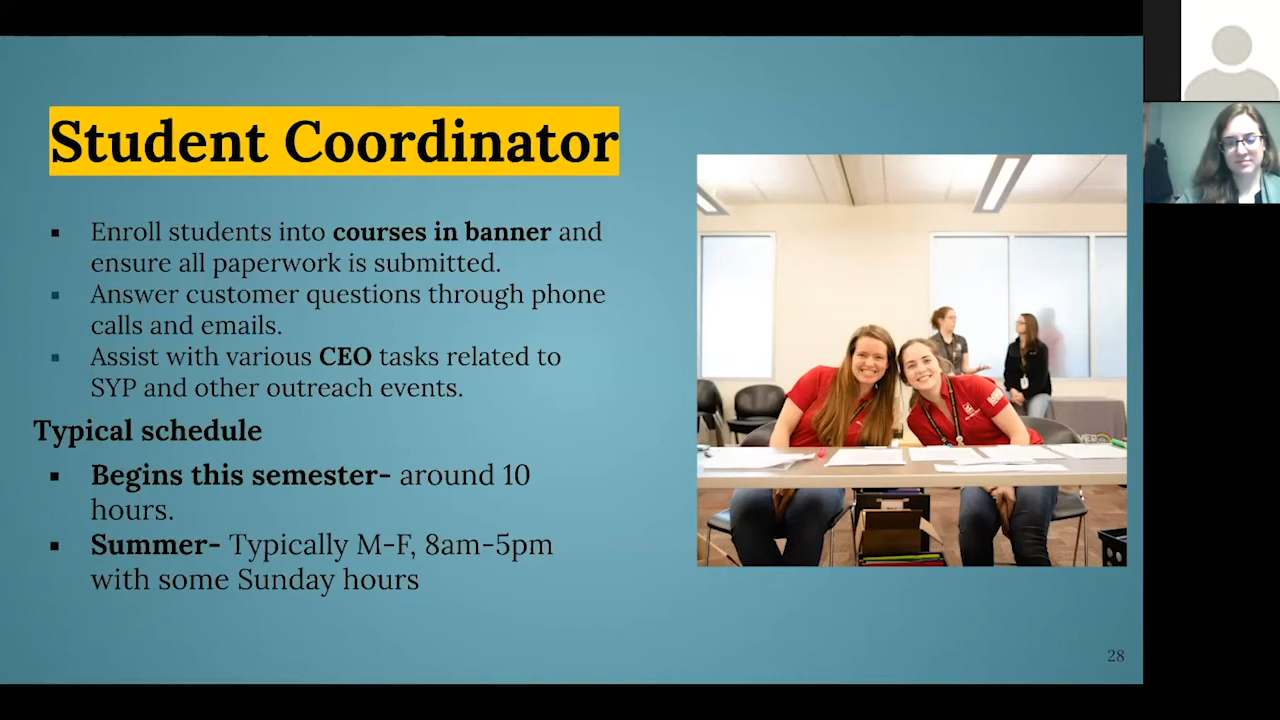 Student Coordinator
▪ Enroll students into courses in banner and
ensure all paperwork is submitted.
▪ Answer customer questions through phone
calls and emails.
▪ Assist with various CEO tasks related to
SYP and other outreach events.
Typical schedule
▪ Begins this semester- around 10
hours.
▪ Summer- Typically M-F, 8am-5pm
with some Sunday hours
28